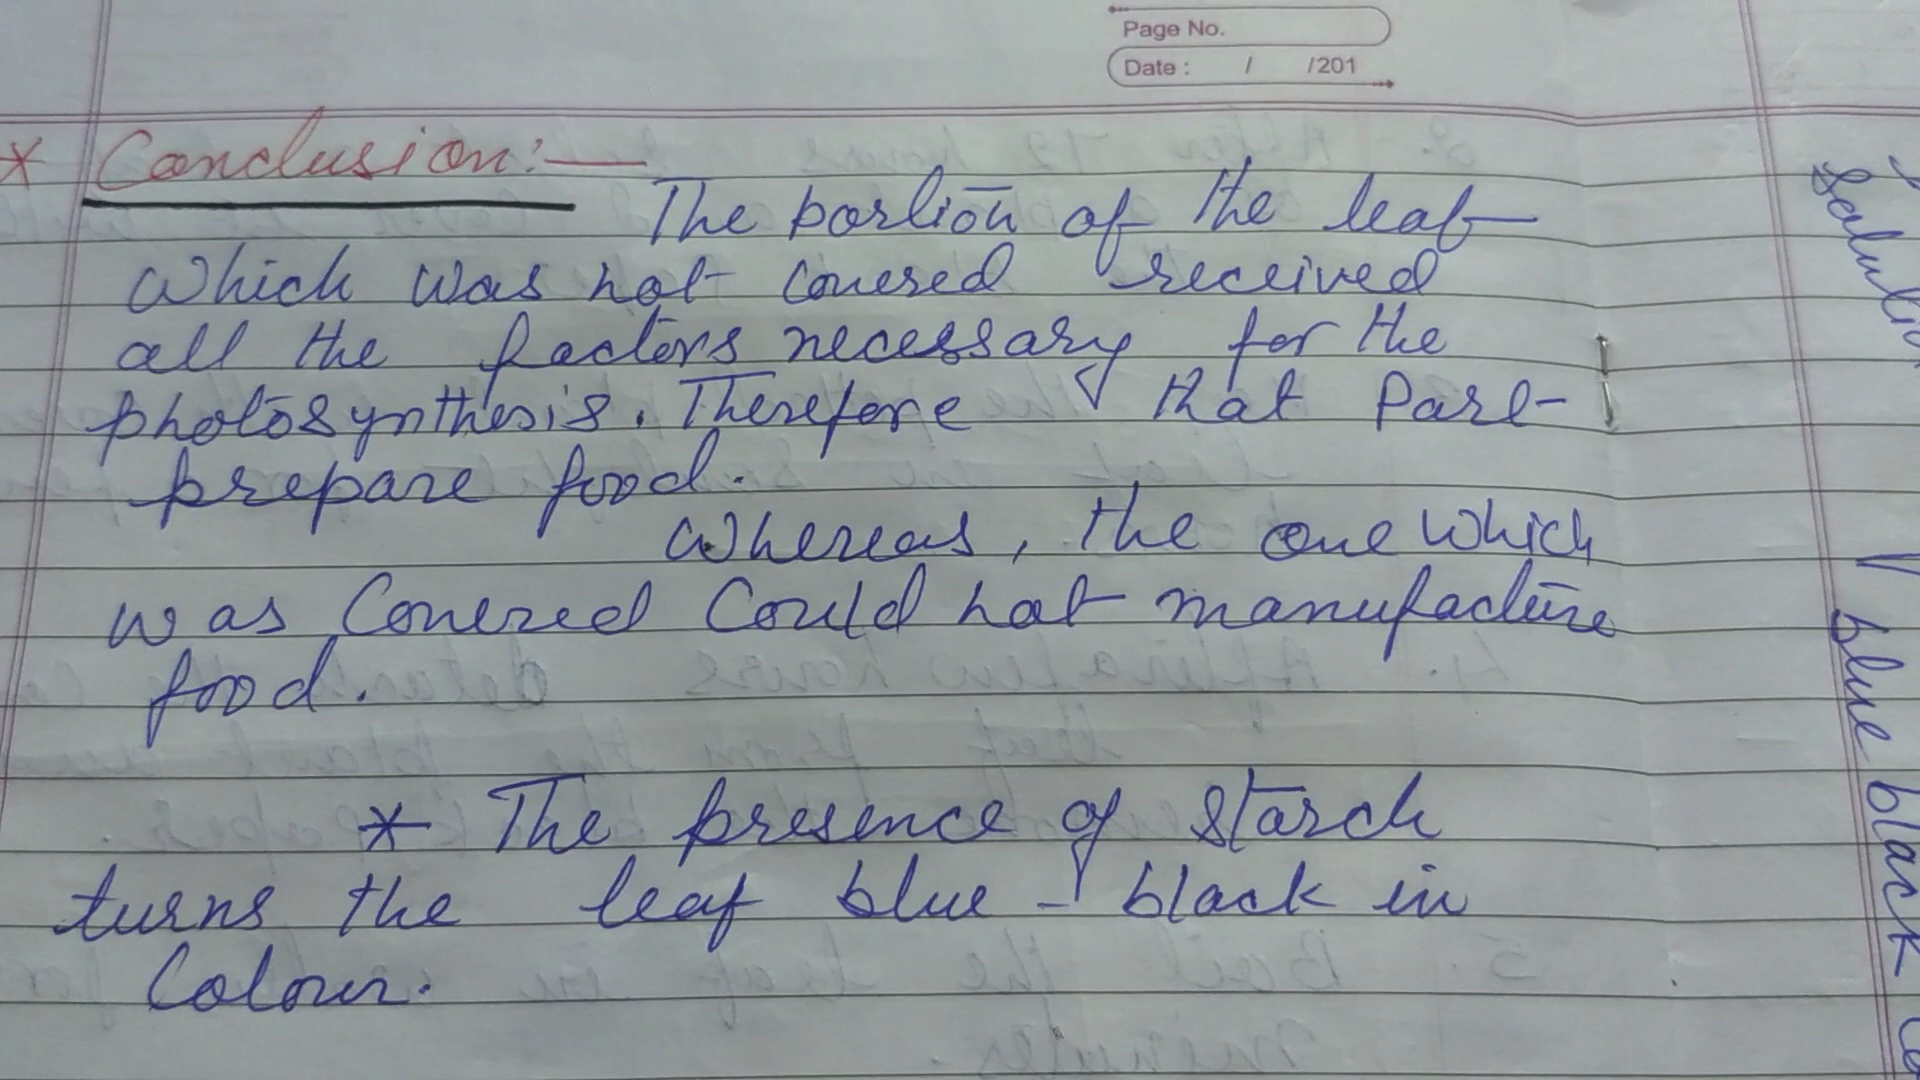 Page No.
Date : / /201
* Conclusion:—
The portion of the leaf
which was not covered received
all the factors necessary for the
photosynthesis. Therefore that Part
prepare food.
Whereas, the one which
was Covered Could not manufacture
food.
* The presence of starch
turns the leaf blue - black in
Colour.
blue black